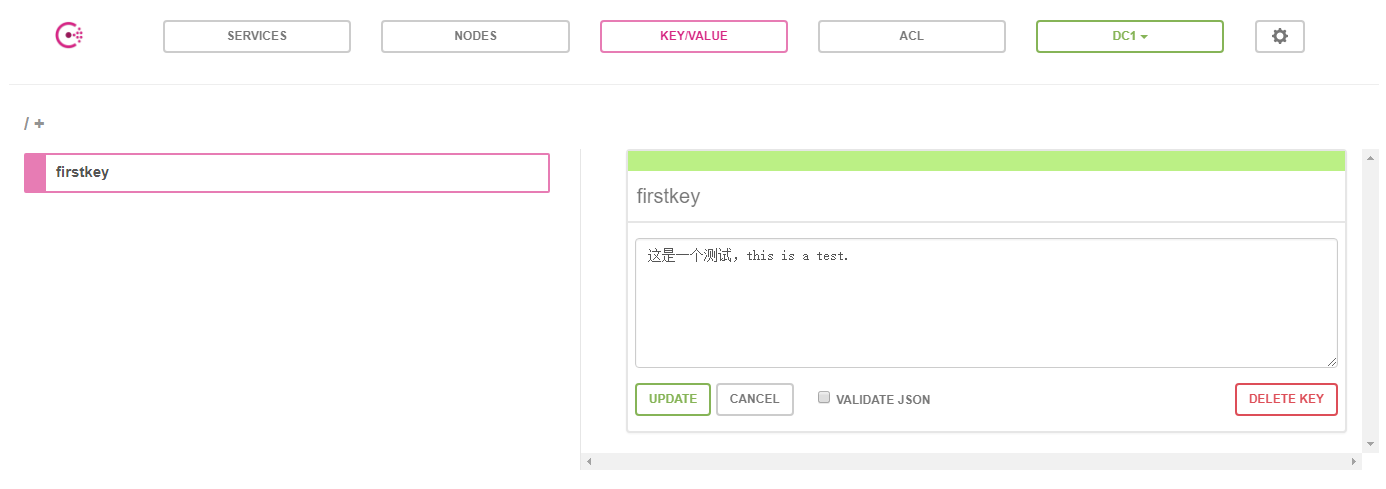 SERVICES NODES KEY/VALUE ACL DC1
/ +
firstkey
firstkey
这是一个测试，this is a test.
UPDATE CANCEL VALIDATE JSON DELETE KEY